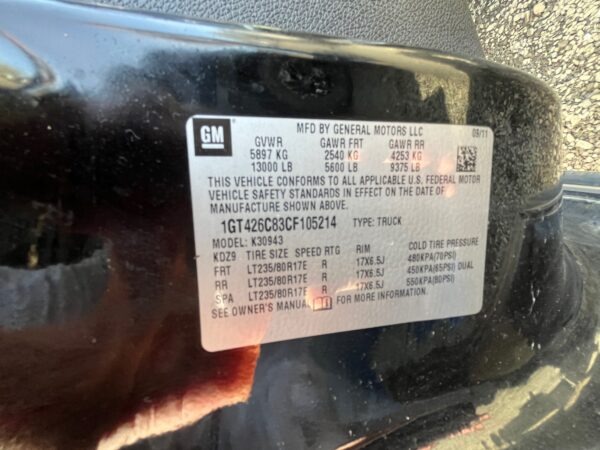 GM
MFD BY GENERAL MOTORS LLC 09/11
GVWR GAWR FRT GAWR RR
5897 KG 2540 KG 4253 KG
13000 LB 5600 LB 9375 LB
THIS VEHICLE CONFORMS TO ALL APPLICABLE U.S. FEDERAL MOTOR
VEHICLE SAFETY STANDARDS IN EFFECT ON THE DATE OF
MANUFACTURE SHOWN ABOVE.
1GT426C83CF105214 TYPE: TRUCK
MODEL: K30943
KDZ9 TIRE SIZE SPEED RTG RIM COLD TIRE PRESSURE
FRT LT235/80R17E R 17X6.5J 480KPA(70PSI)
RR LT235/80R17E R 17X6.5J 450KPA(65PSI) DUAL
SPA LT235/80R17E R 17X6.5J 550KPA(80PSI)
SEE OWNER'S MANUAL FOR MORE INFORMATION.